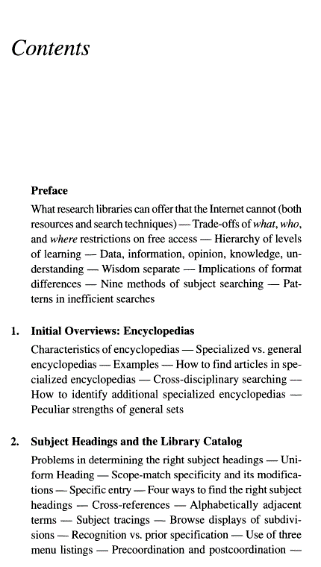 Contents
Preface
What research libraries can offer that the Internet cannot (both
resources and search techniques) — Trade-offs of what, who,
and where restrictions on free access — Hierarchy of levels
of learning — Data, information, opinion, knowledge, un-
derstanding — Wisdom separate — Implications of format
differences — Nine methods of subject searching — Pat-
terns in inefficient searches
1. Initial Overviews: Encyclopedias
Characteristics of encyclopedias — Specialized vs. general
encyclopedias — Examples — How to find articles in spe-
cialized encyclopedias — Cross-disciplinary searching —
How to identify additional specialized encyclopedias —
Peculiar strengths of general sets
2. Subject Headings and the Library Catalog
Problems in determining the right subject headings — Uni-
form Heading — Scope-match specificity and its modifica-
tions — Specific entry — Four ways to find the right subject
headings — Cross-references — Alphabetically adjacent
terms — Subject tracings — Browse displays of subdivi-
sions — Recognition vs. prior specification — Use of three
menu listings — Precoordination and postcoordination —